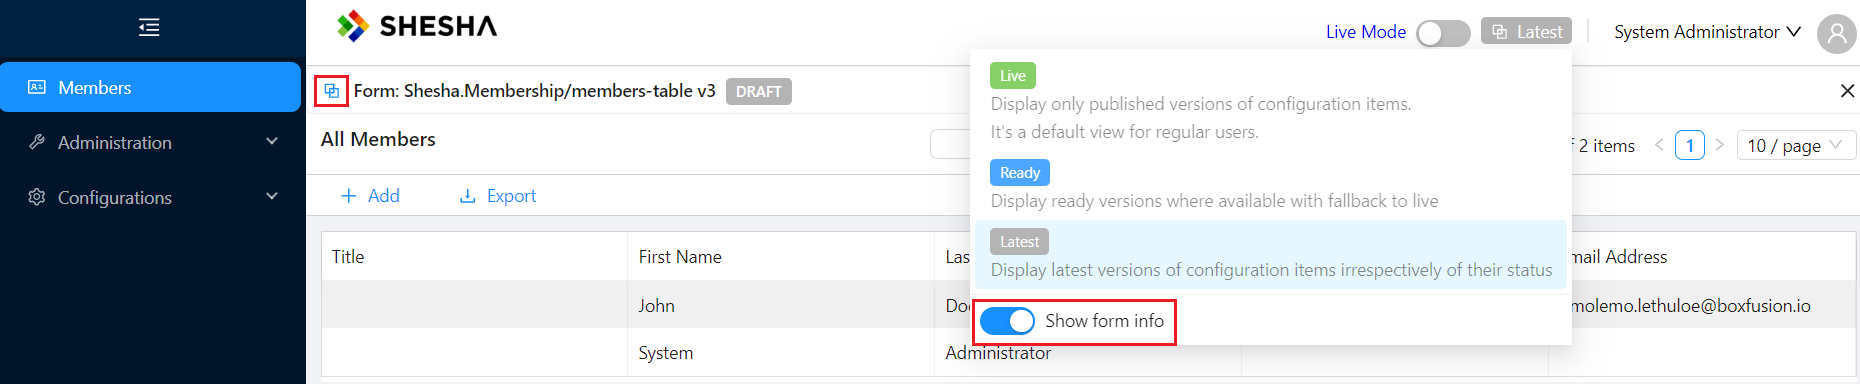 SHESHA
Live Mode
Latest
System Administrator
Members
Administration
Configurations
Form: Shesha.Membership/members-table v3 DRAFT
All Members
2 items
1
10 / page
Add
Export
Live
Display only published versions of configuration items.
It's a default view for regular users.
Ready
Display ready versions where available with fallback to live
Latest
Display latest versions of configuration items irrespectively of their status
Show form info
Title
First Name
Address
John
molemo.lethuloe@boxfusion.io
System
Administrator